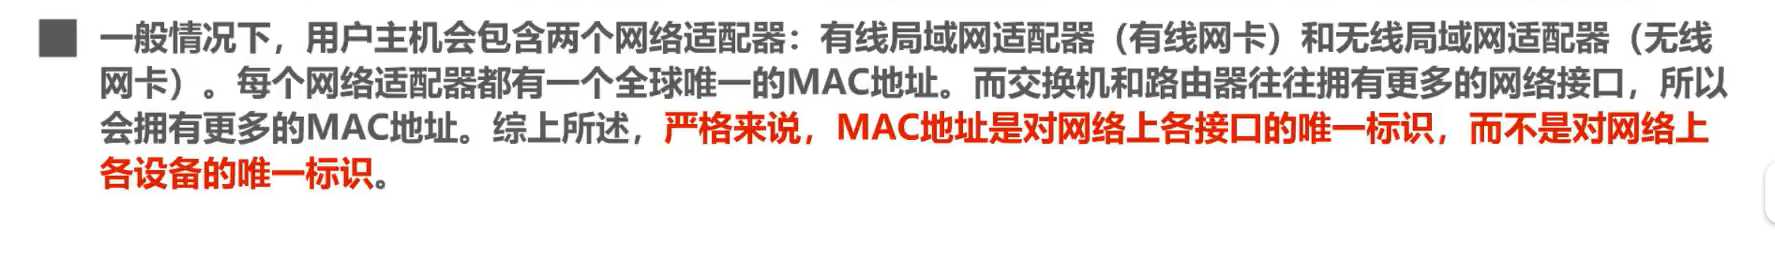 一般情况下，用户主机会包含两个网络适配器：有线局域网适配器（有线网卡）和无线局域网适配器（无线
网卡）。每个网络适配器都有一个全球唯一的MAC地址。而交换机和路由器往往拥有更多的网络接口，所以
会拥有更多的MAC地址。综上所述，严格来说，MAC地址是对网络上各接口的唯一标识，而不是对网络上
各设备的唯一标识。